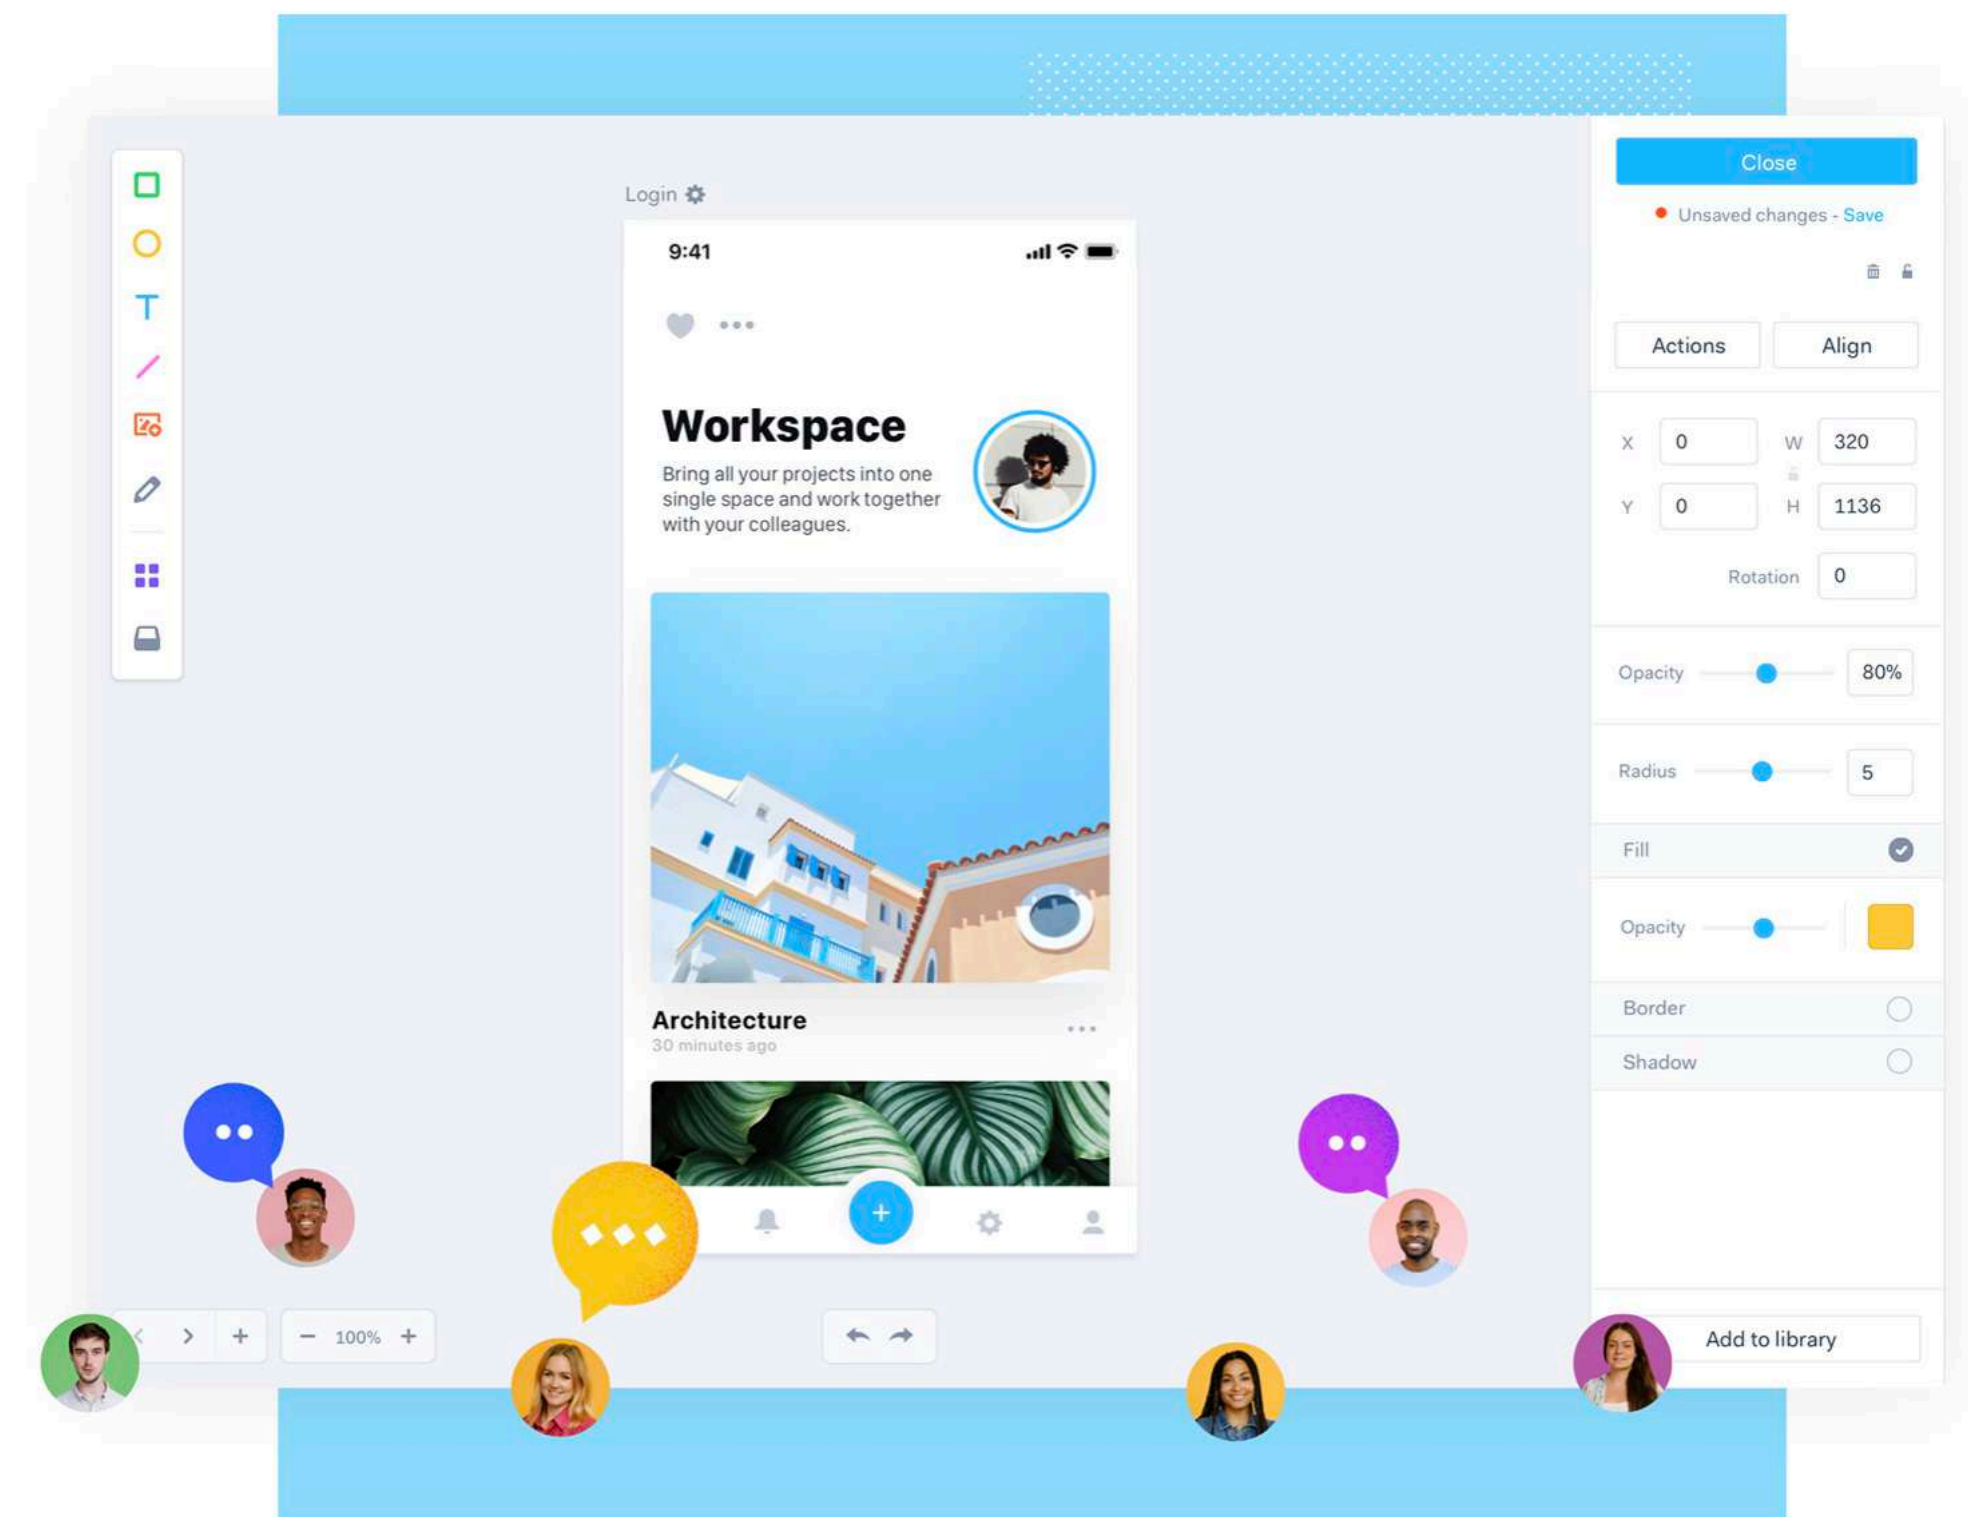 Login
9:41
Workspace
Bring all your projects into one
single space and work together
with your colleagues.
Architecture
30 minutes ago
100%
Close
Unsaved changes - Save
Actions
Align
X 0 W 320
Y 0 H 1136
Rotation 0
Opacity 80%
Radius 5
Fill
Opacity
Border
Shadow
Add to library